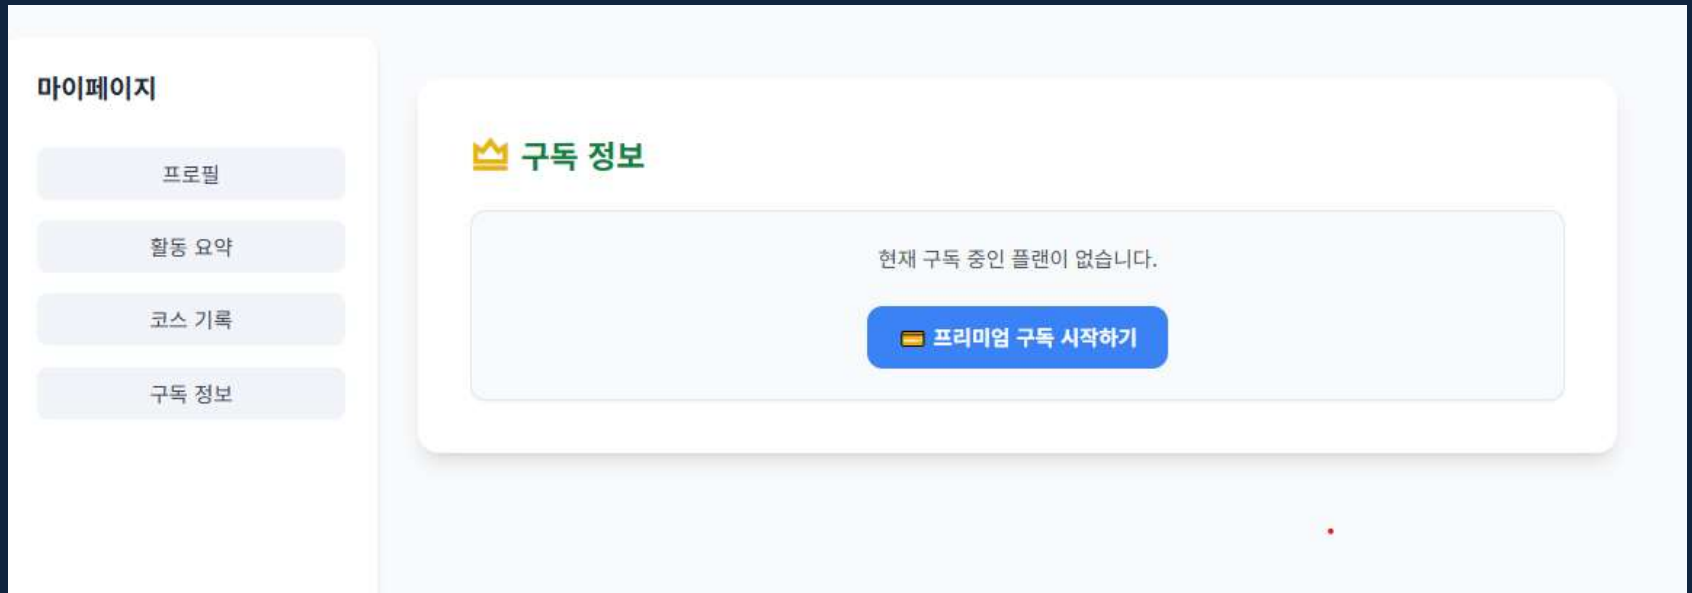 마이페이지
프로필
활동 요약
코스 기록
구독 정보
구독 정보
현재 구독 중인 플랜이 없습니다.
프리미엄 구독 시작하기